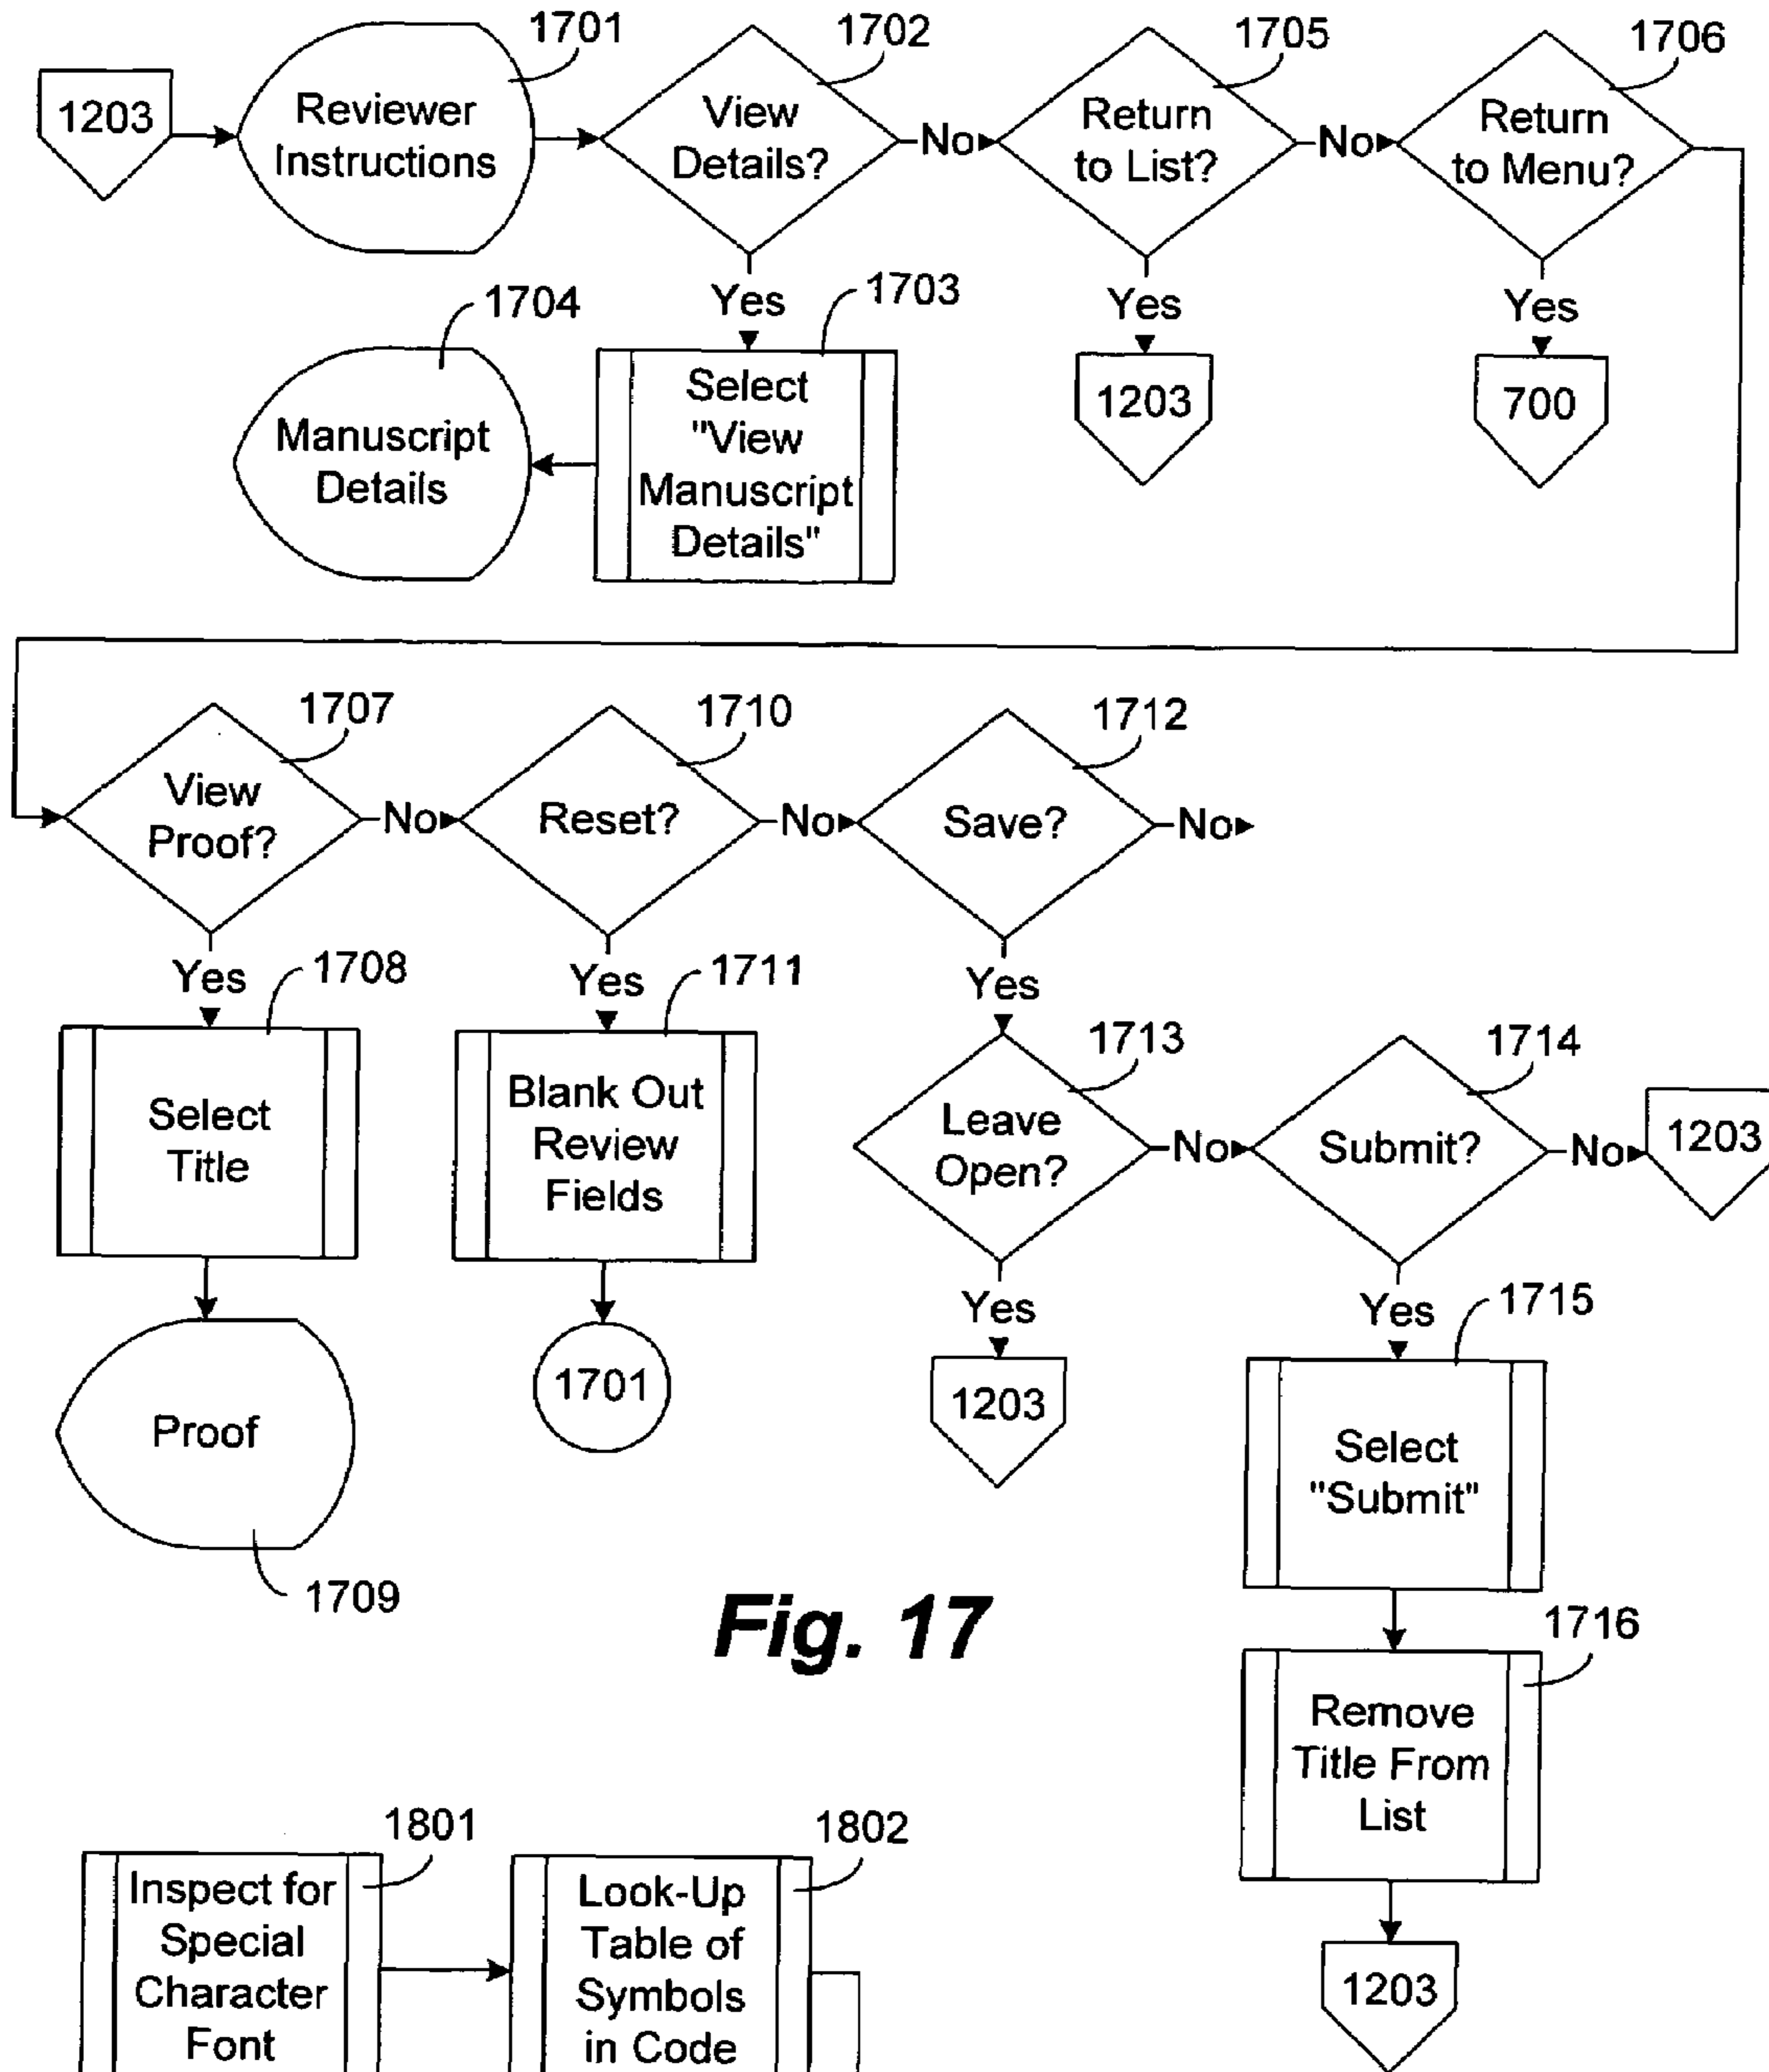 1701
1702
1705
1706
1203
Reviewer
Instructions
View
Details?
No
Return
to List?
No
Return
to Menu?
1704
Yes
1703
Yes
Yes
Manuscript
Details
Select
"View
Manuscript
Details"
1203
700
1707
1710
1712
View
Proof?
No
Reset?
No
Save?
No
Yes
1708
Yes
1711
Yes
1713
1714
Select
Title
Blank Out
Review
Fields
Leave
Open?
No
Submit?
No
1203
Yes
Yes
1715
Proof
1701
1203
Select
"Submit"
1709
Fig. 17
1716
Remove
Title From
List
1203
1801
1802
Inspect for
Special
Character
Font
Look-Up
Table of
Symbols
in Code